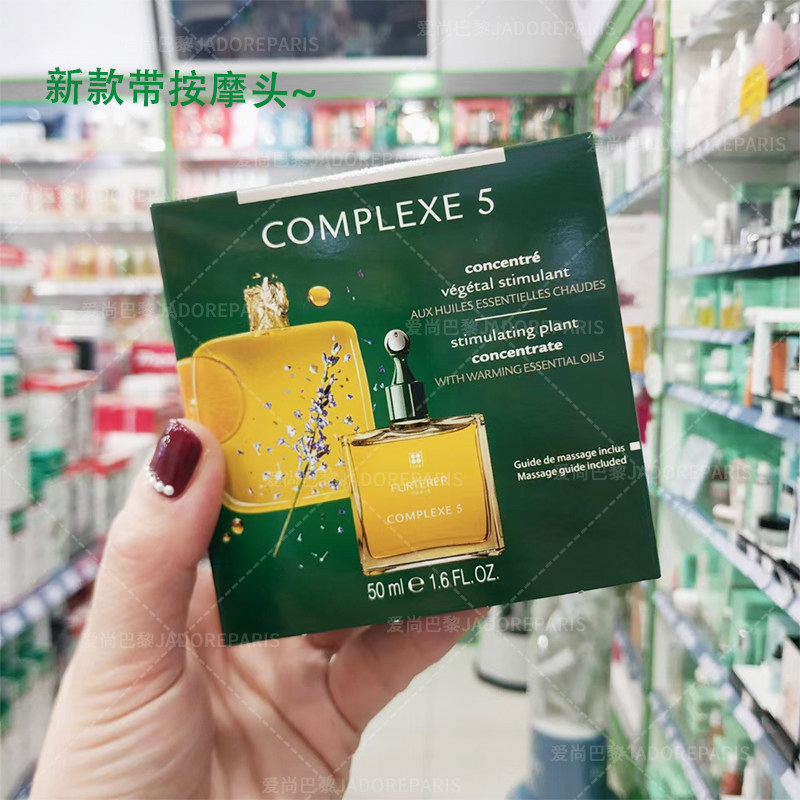 新款带按摩头~
COMPLEXE 5
concentré
végétal stimulant
AUX HUILES ESSENTIELLES CHAUDES
stimulating plant
concentrate
WITH WARMING ESSENTIAL OILS
Guide de massage inclus
Massage guide included
FURTERER
PARIS
COMPLEXE 5
50 ml e 1.6 FL.OZ.
爱尚巴黎JADOREPARIS